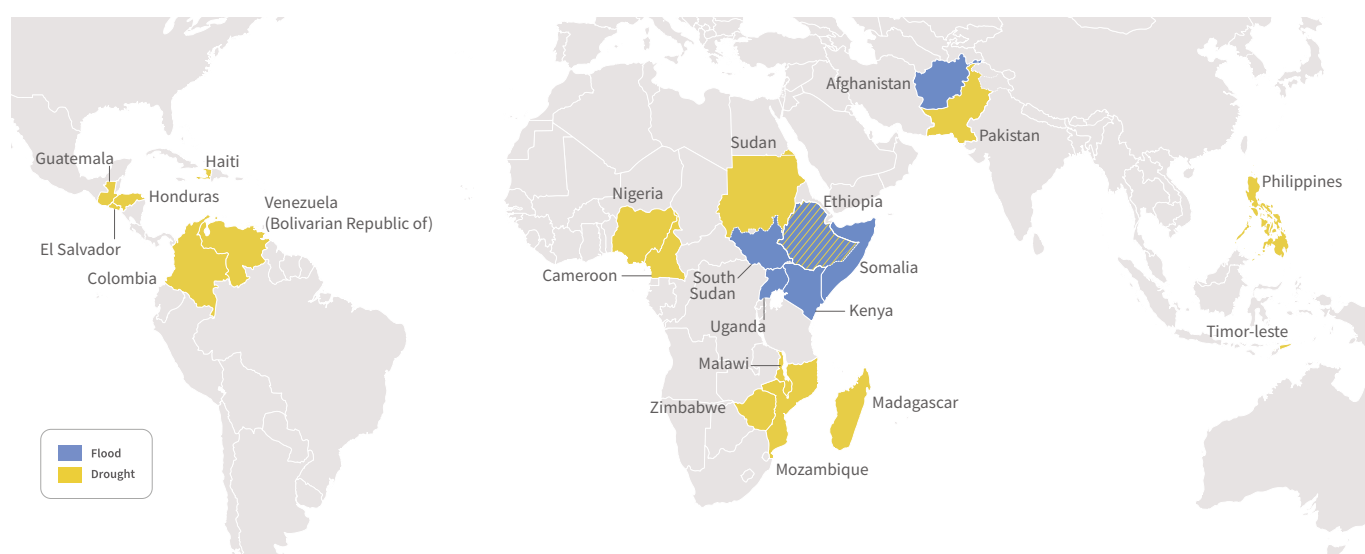 Afghanistan
Pakistan
Sudan
Guatemala
Haiti
Philippines
Honduras
Nigeria
Ethiopia
Venezuela
(Bolivarian Republic of)
El Salvador
Colombia
Cameroon
South
Sudan
Somalia
Kenya
Uganda
Timor-leste
Malawi
Zimbabwe
Madagascar
Mozambique
Flood
Drought